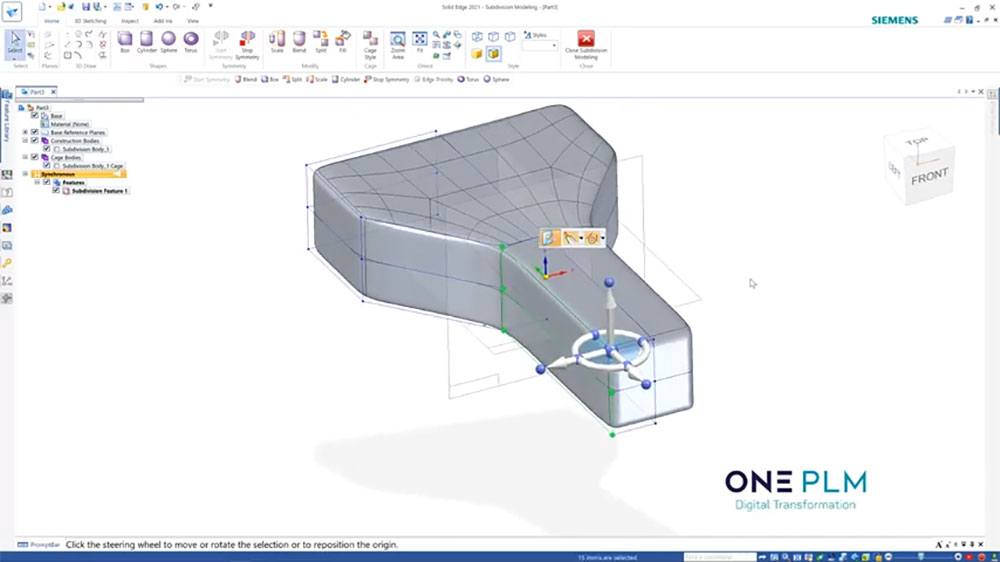 Solid Edge 2021 - Subdivision Modeling - [Part3]
Home 3D Sketching Inspect Add Ins View
SIEMENS
Select
Box Cylinder Sphere Torus
Start Symmetry
Stop Symmetry
Scale Blend Split Fill
Cage Style
Zoom Area
Fit
Styles
Close Subdivision Modeling
Select Planes 3D Draw Shapes Symmetry Modify Cage Orient Style Close
Start Symmetry Blend Box Split Scale Cylinder Stop Symmetry Edge Priority Torus Sphere
Part3
Feature Library
Part3
Base
Material (None)
Base Reference Planes
Construction Bodies
Subdivision Body_1
Cage Bodies
Subdivision Body_1 Cage
Synchronous
Features
Subdivision Feature 1
TOP
LEFT
FRONT
ONE PLM
Digital Transformation
PromptBar Click the steering wheel to move or rotate the selection or to reposition the origin.
15 items are selected
Find a command